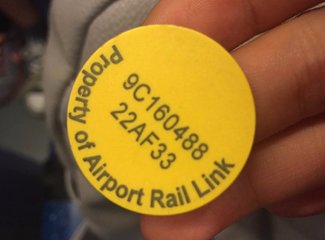 9C160488
22AF33
Property of Airport Rail Link